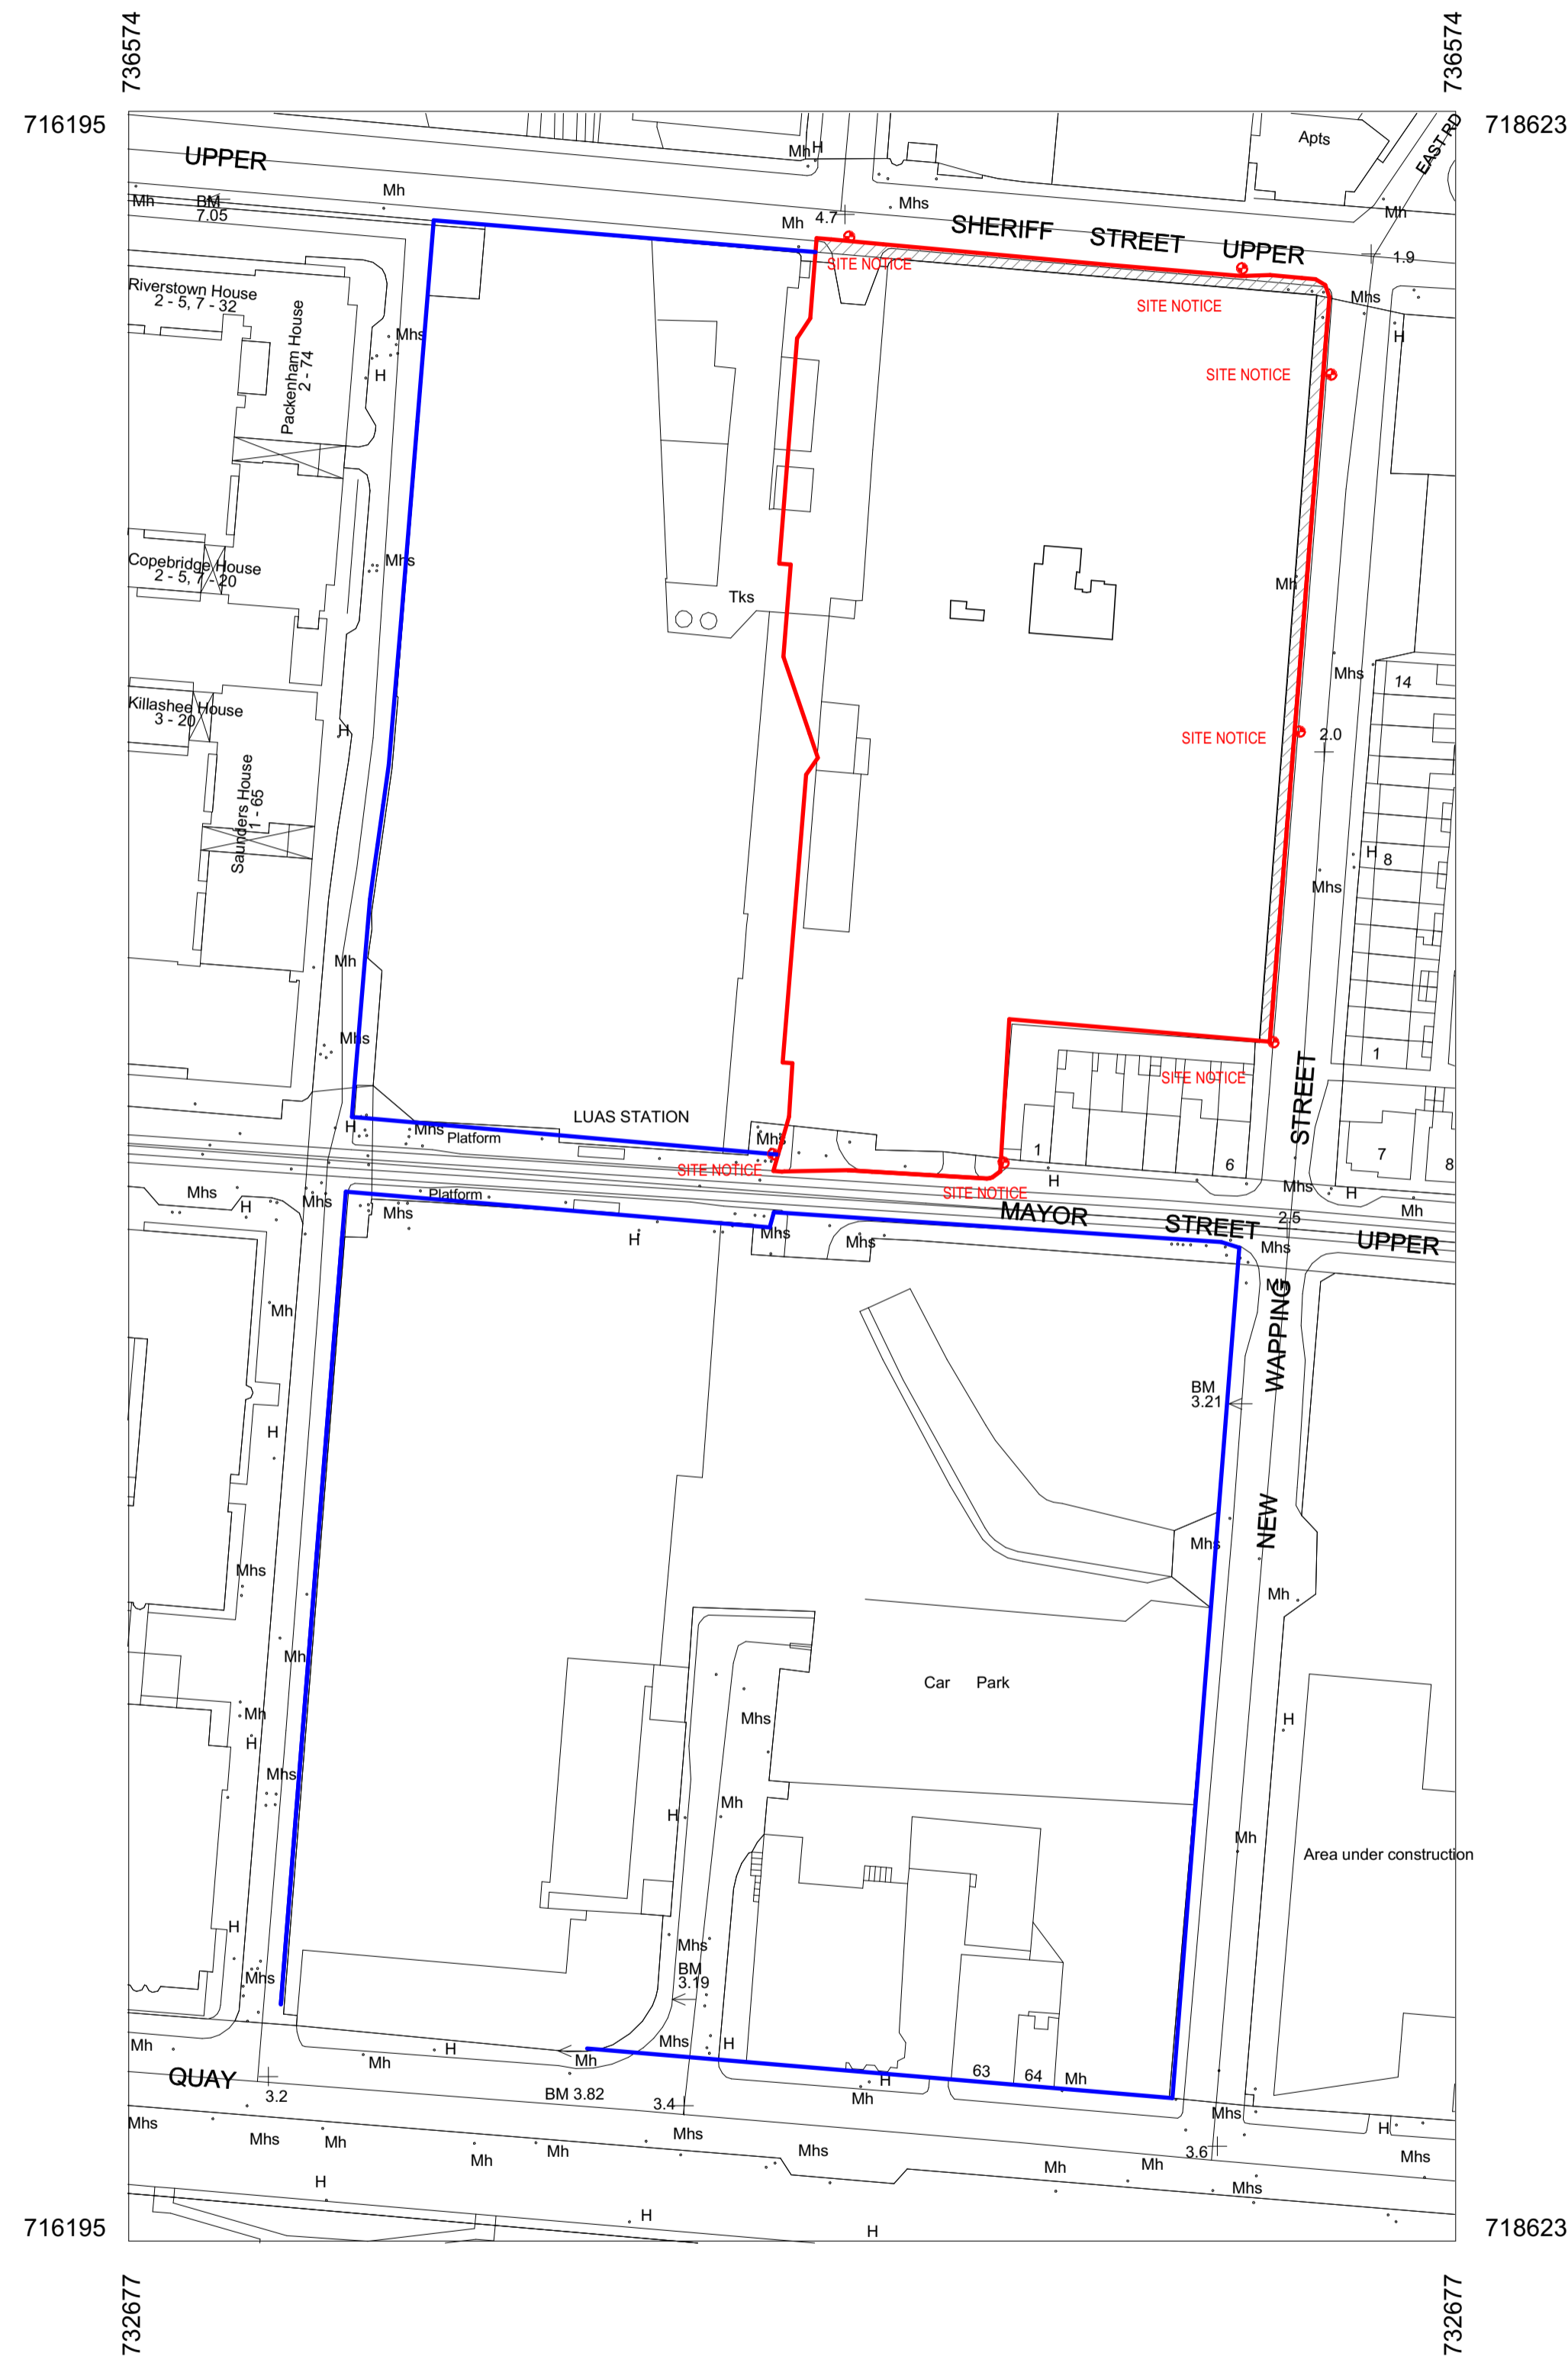 736574
736574
716195
718623
UPPER
Mh
Mh
BM
7.05
MhH
Apts
EAST RD
Mhs
Mh
4.7
Mh
SHERIFF STREET UPPER
1.9
SITE NOTICE
Riverstown House
2 - 5, 7 - 32
Packenham House
2 - 74
Mhs
H
SITE NOTICE
Mhs
H
SITE NOTICE
Copebridge House
2 - 5, 7 - 20
Mhs
Tks
Mh
Mhs
14
Killashee House
3 - 20
H
SITE NOTICE
2.0
Saunders House
1 - 65
H
8
Mhs
Mh
Mhs
1
SITE NOTICE
STREET
LUAS STATION
H
Mhs
Platform
Mhs
1
6
7
8
SITE NOTICE
H
SITE NOTICE
Mhs
H
Mh
Mhs
H
Mhs
Platform
Mhs
H
Mhs
Mhs
MAYOR STREET UPPER
2.5
Mhs
Mh
Mh
WAPPING
BM
3.21
H
NEW
Mhs
Mhs
Mh
Mh
Car Park
Mh
H
Mhs
H
Mhs
Mh
H
Mh
Area under construction
H
Mhs
Mhs
BM
3.19
Mh
H
Mh
Mh
Mhs
H
QUAY
3.2
BM 3.82
3.4
63
64
Mh
H
Mh
Mhs
Mhs
Mhs
Mh
Mh
Mh
Mhs
Mhs
3.6
Mh
Mh
Mhs
H
Mhs
H
H
H
716195
718623
732677
732677